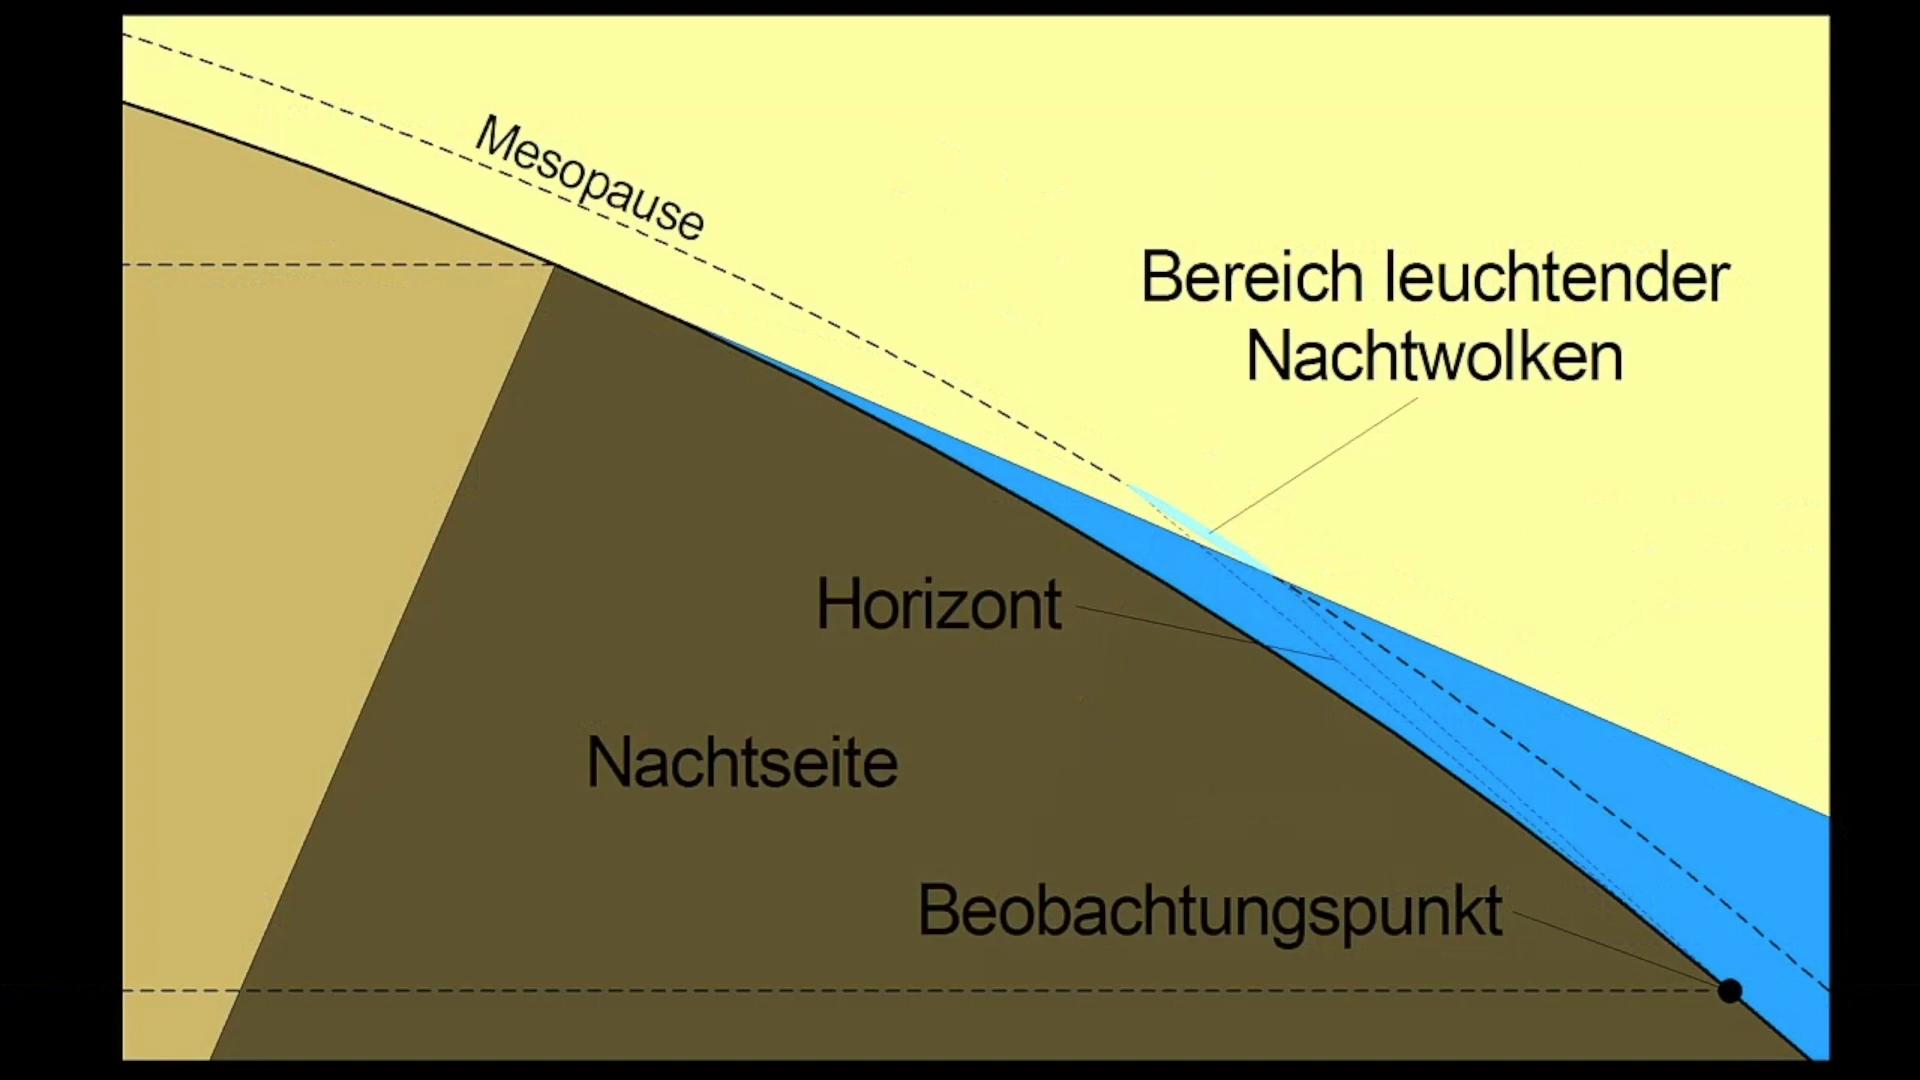 Mesopause
Bereich leuchtender
Nachtwolken
Horizont
Nachtseite
Beobachtungspunkt